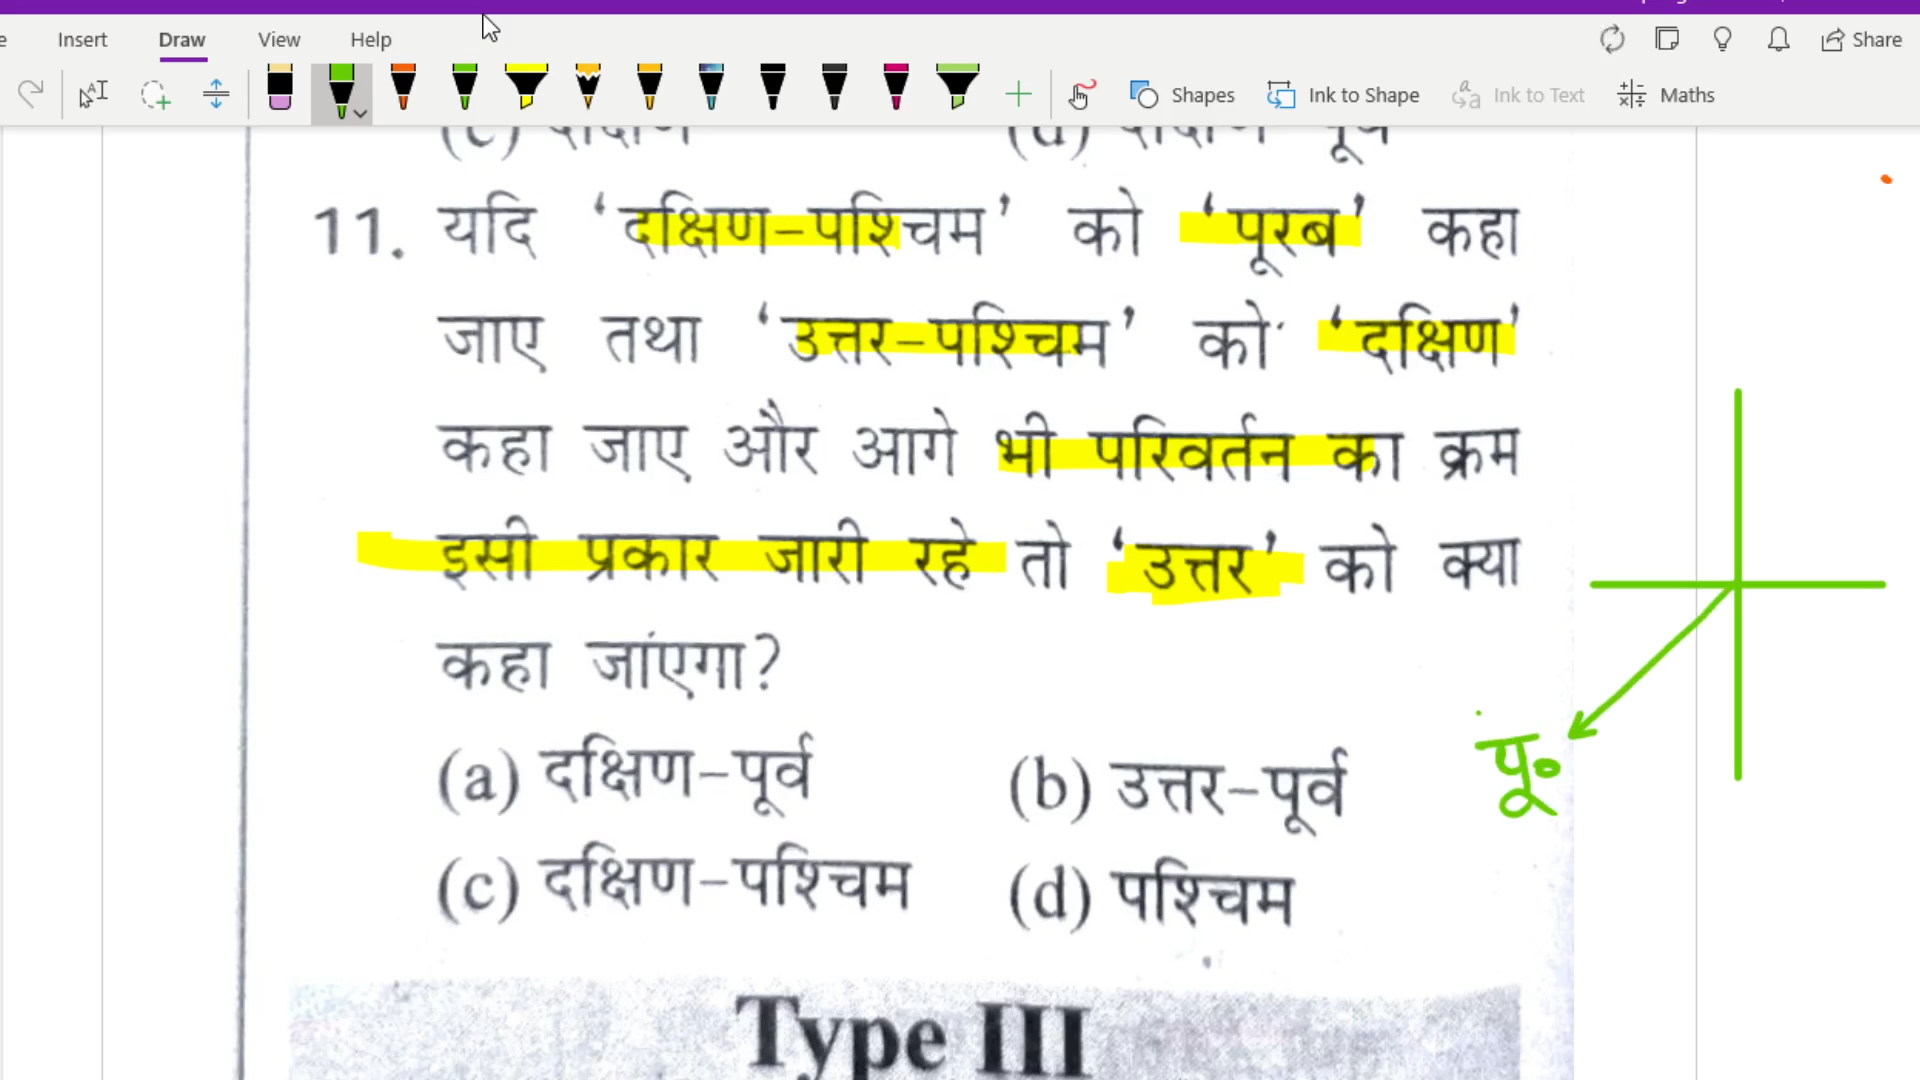 Insert Draw View Help Share
Shapes Ink to Shape Ink to Text Maths
11. यदि ‘दक्षिण-पश्चिम’ को ‘पूरब’ कहा
जाए तथा ‘उत्तर-पश्चिम’ को ‘दक्षिण’
कहा जाए और आगे भी परिवर्तन का क्रम
इसी प्रकार जारी रहे तो ‘उत्तर’ को क्या
कहा जांएगा?
(a) दक्षिण-पूर्व (b) उत्तर-पूर्व
पू.
(c) दक्षिण-पश्चिम (d) पश्चिम
Type III